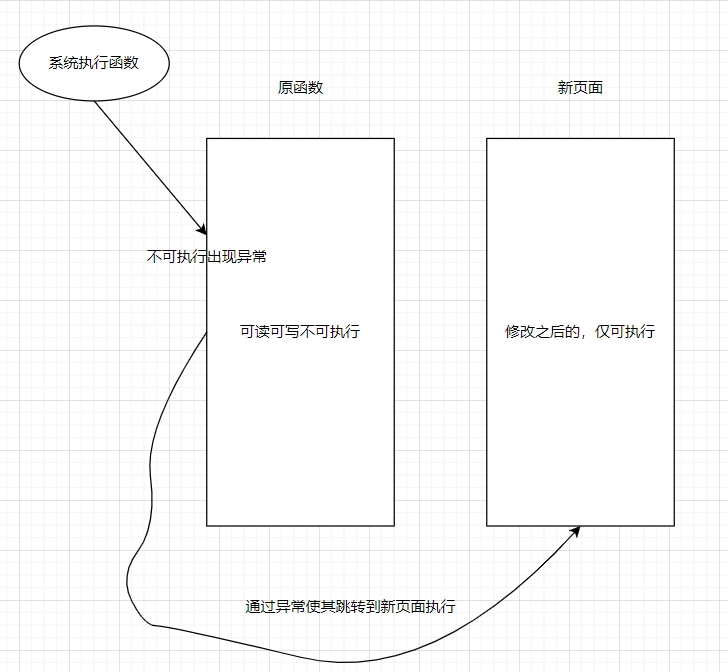 系统执行函数
原函数
新页面
不可执行出现异常
可读可写不可执行
修改之后的，仅可执行
通过异常使其跳转到新页面执行